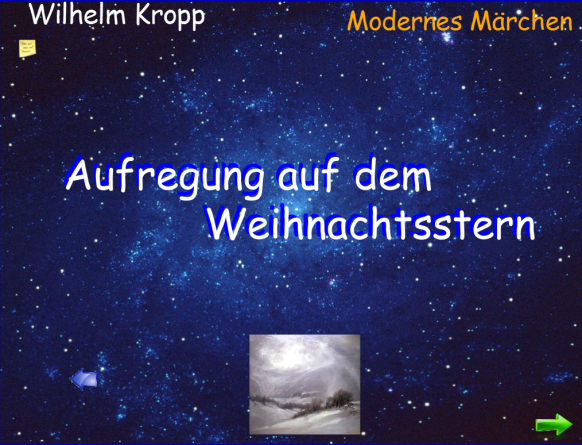 Wilhelm Kropp
Modernes Märchen
Aufregung auf dem
Weihnachtsstern